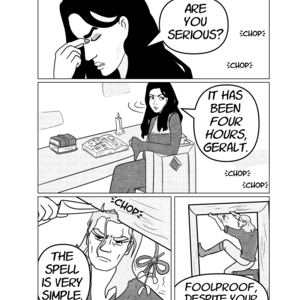 ARE
YOU
SERIOUS?
CHOP
CHOP
IT HAS
BEEN
FOUR
HOURS,
GERALT.
CHOP
CHOP
CHOP
THE
SPELL
IS VERY
SIMPLE.
FOOLPROOF,
DESPITE YOUR